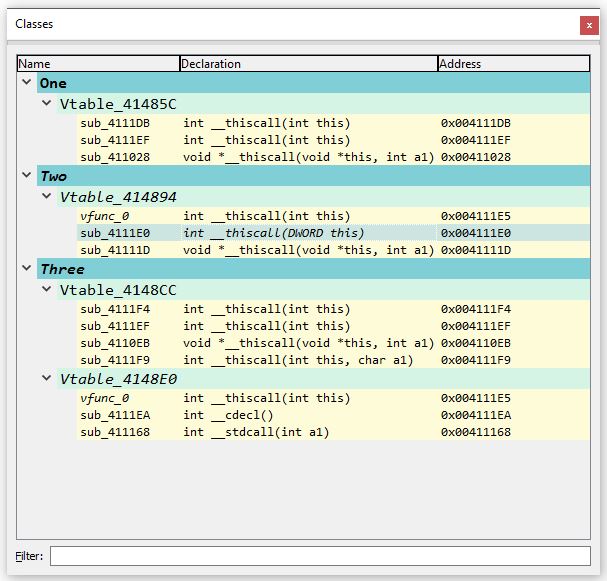 Classes
x
Name Declaration Address
One
Vtable_41485C
sub_4111DB int __thiscall(int this) 0x004111DB
sub_4111EF int __thiscall(int this) 0x004111EF
sub_411028 void *__thiscall(void *this, int a1) 0x00411028
Two
Vtable_414894
vfunc_0 int __thiscall(int this) 0x004111E5
sub_4111E0 int __thiscall(DWORD this) 0x004111E0
sub_41111D void *__thiscall(void *this, int a1) 0x0041111D
Three
Vtable_4148CC
sub_4111F4 int __thiscall(int this) 0x004111F4
sub_4111EF int __thiscall(int this) 0x004111EF
sub_4110EB void *__thiscall(void *this, int a1) 0x004110EB
sub_4111F9 int __thiscall(int this, char a1) 0x004111F9
Vtable_4148E0
vfunc_0 int __thiscall(int this) 0x004111E5
sub_4111EA int __cdecl() 0x004111EA
sub_411168 int __stdcall(int a1) 0x00411168
Filter: